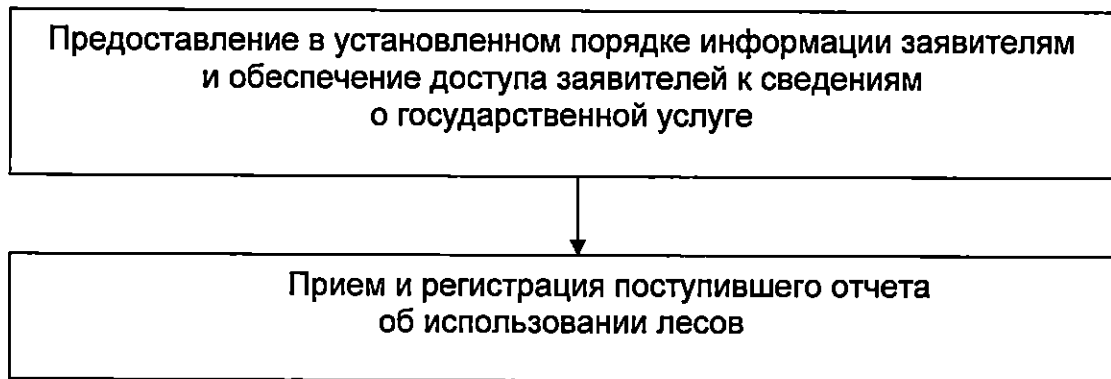 Предоставление в установленном порядке информации заявителям
и обеспечение доступа заявителей к сведениям
о государственной услуге
Прием и регистрация поступившего отчета
об использовании лесов